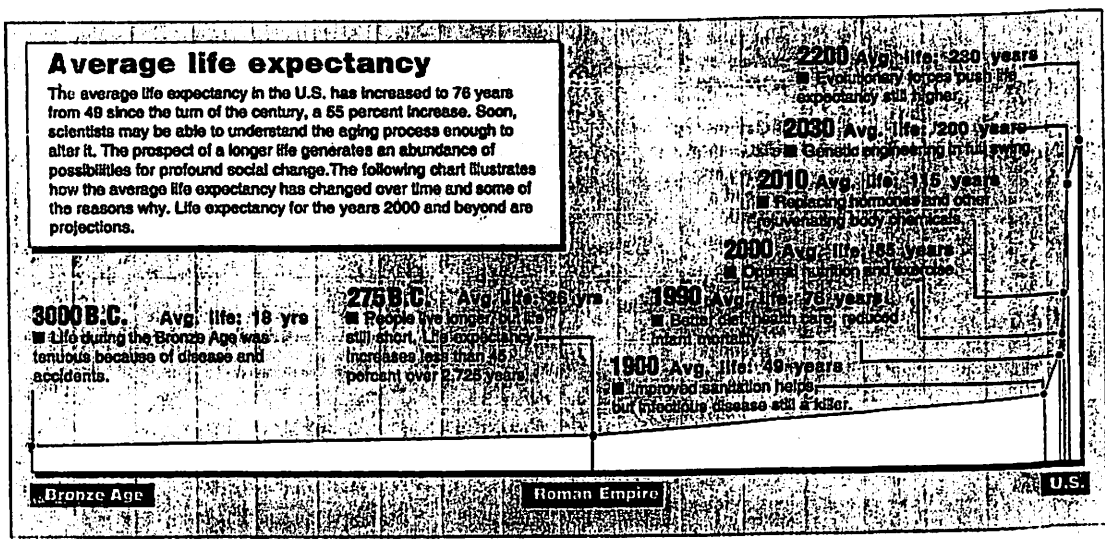 Average life expectancy
The average life expectancy in the U.S. has increased to 76 years
from 49 since the turn of the century, a 55 percent increase. Soon,
scientists may be able to understand the aging process enough to
alter it. The prospect of a longer life generates an abundance of
possibilities for profound social change.The following chart illustrates
how the average life expectancy has changed over time and some of
the reasons why. Life expectancy for the years 2000 and beyond are
projections.
3000 B.C. Avg. life: 18 yrs
■ Life during the Bronze Age was
tenuous because of disease and
accidents.
275 B.C. Avg. life: 26 yrs
■ People live longer but life
still short. Life expectancy
increases less than 45
percent over 2,725 years.
1900 Avg. life: 49 years
■ Improved sanitation helps
but infectious disease still a killer.
1990 Avg. life: 76 years
■ Better diet, health care, reduced
infant mortality
2000 Avg. life: 85 years
■ Optimal nutrition and exercise.
2010 Avg. life: 115 years
■ Replacing hormones and other
rejuvenating body chemicals.
2030 Avg. life: 200 years
■ Genetic engineering in full swing.
2200 Avg. life: 230 years
■ Evolutionary forces push life
expectancy still higher.
Bronze Age
Roman Empire
U.S.